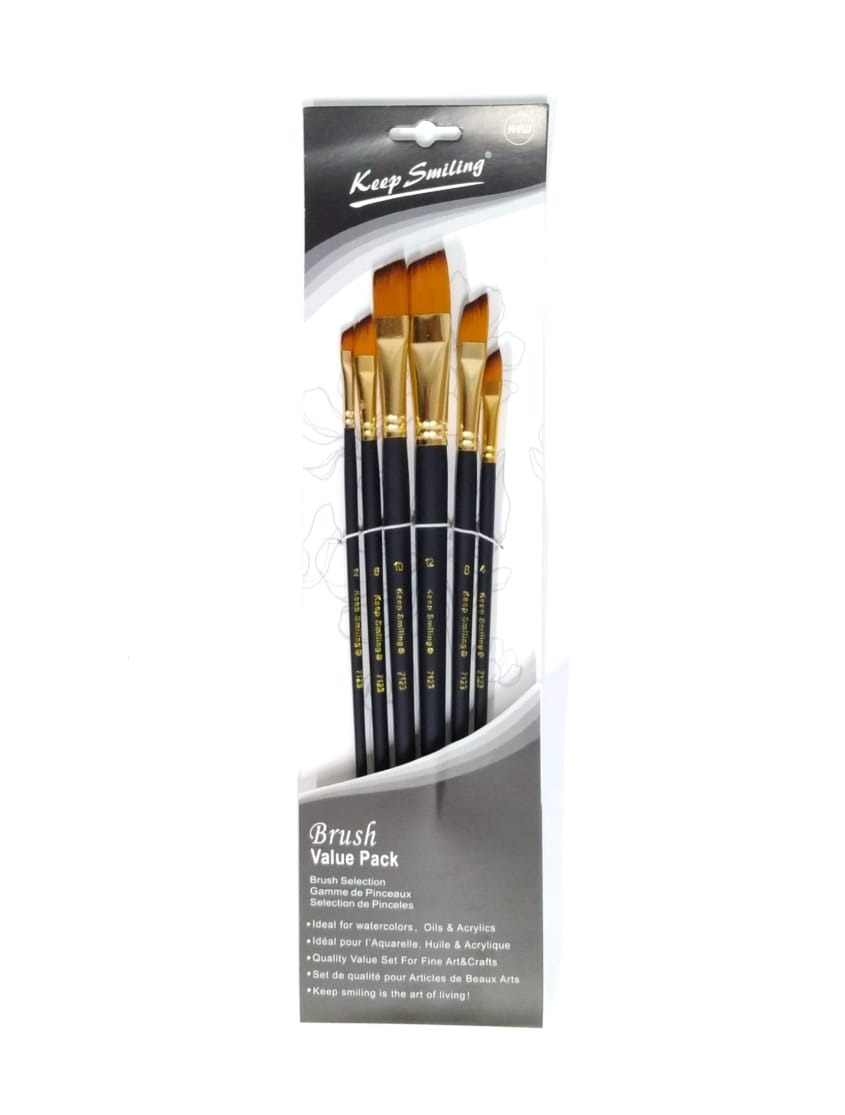 New
Keep Smiling®
2 6 10 12 8 4
Keep Smiling® Keep Smiling® Keep Smiling® Keep Smiling® Keep Smiling® Keep Smiling®
7123 7123 7123 7123 7123 7123
Brush
Value Pack
Brush Selection
Gamme de Pinceaux
Selection de Pinceles
•Ideal for watercolors, Oils & Acrylics
•Idéal pour l'Aquarelle, Huile & Acrylique
•Quality Value Set For Fine Art&Crafts
•Set de qualité pour Articles de Beaux Arts
•Keep smiling is the art of living!